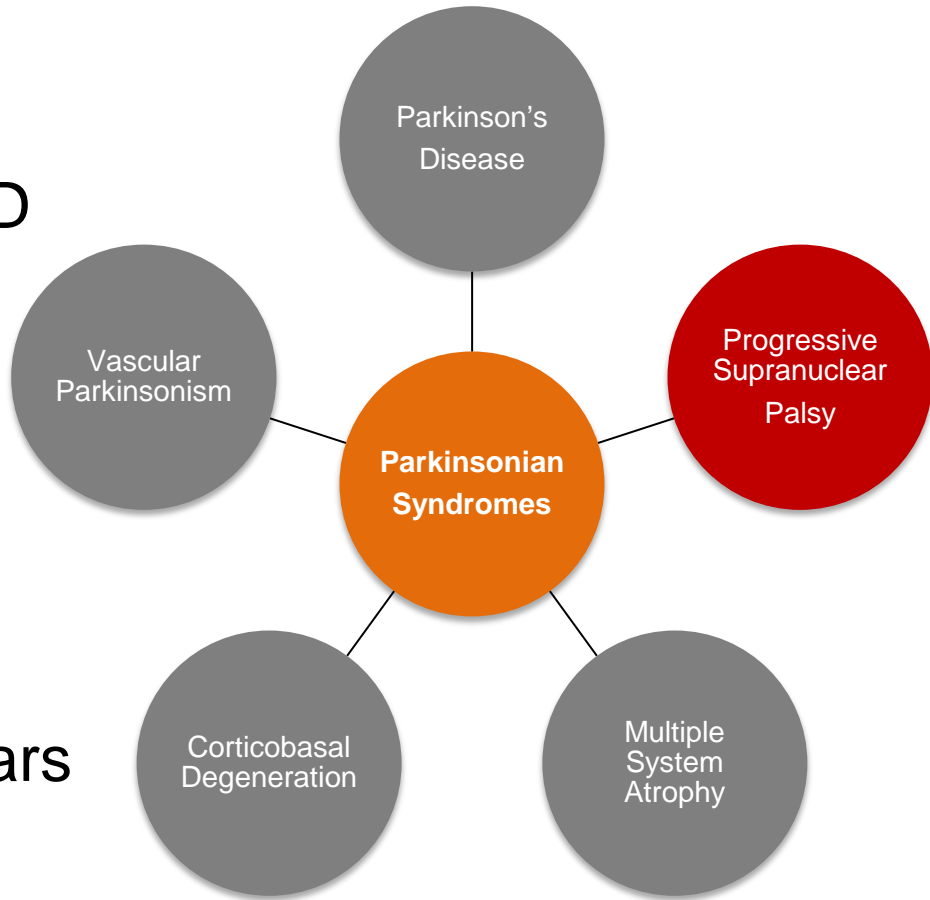 Parkinson's
Disease
D
Vascular
Parkinsonism
Progressive
Supranuclear
Palsy
Parkinsonian
Syndromes
ars
Corticobasal
Degeneration
Multiple
System
Atrophy